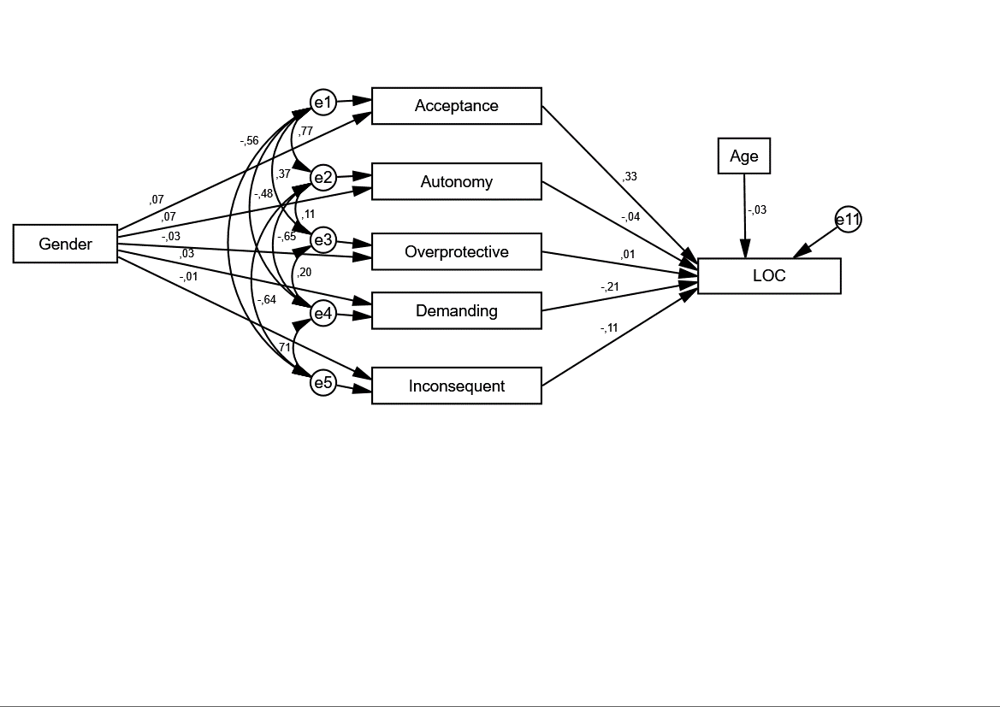 e1
Acceptance
,77
-,56
Age
,37
e2
Autonomy
,33
-,48
,07
,07
,11
-,04
e11
-,65
e3
Gender
-,03
,03
Overprotective
,01
-,03
-,01
,20
LOC
-,21
-,64
e4
Demanding
-,11
71
e5
Inconsequent